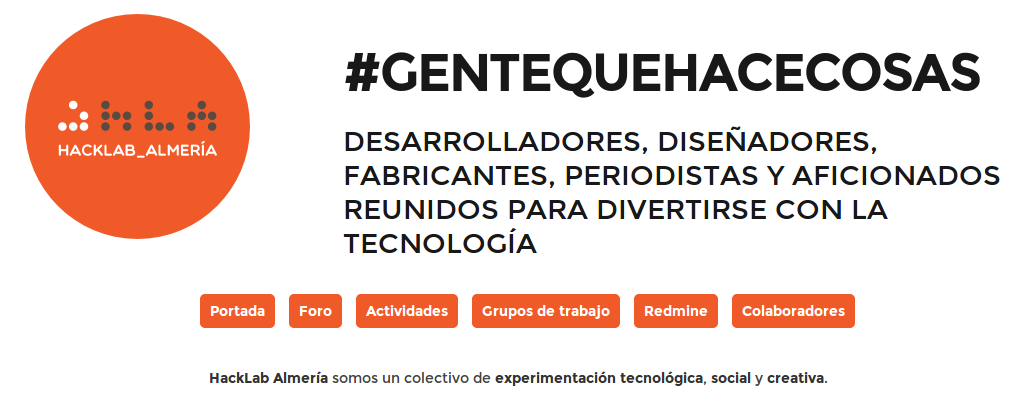 HACKLAB_ALMERÍA
#GENTEQUEHACECOSAS
DESARROLLADORES, DISEÑADORES,
FABRICANTES, PERIODISTAS Y AFICIONADOS
REUNIDOS PARA DIVERTIRSE CON LA
TECNOLOGÍA
Portada Foro Actividades Grupos de trabajo Redmine Colaboradores
HackLab Almería somos un colectivo de experimentación tecnológica, social y creativa.